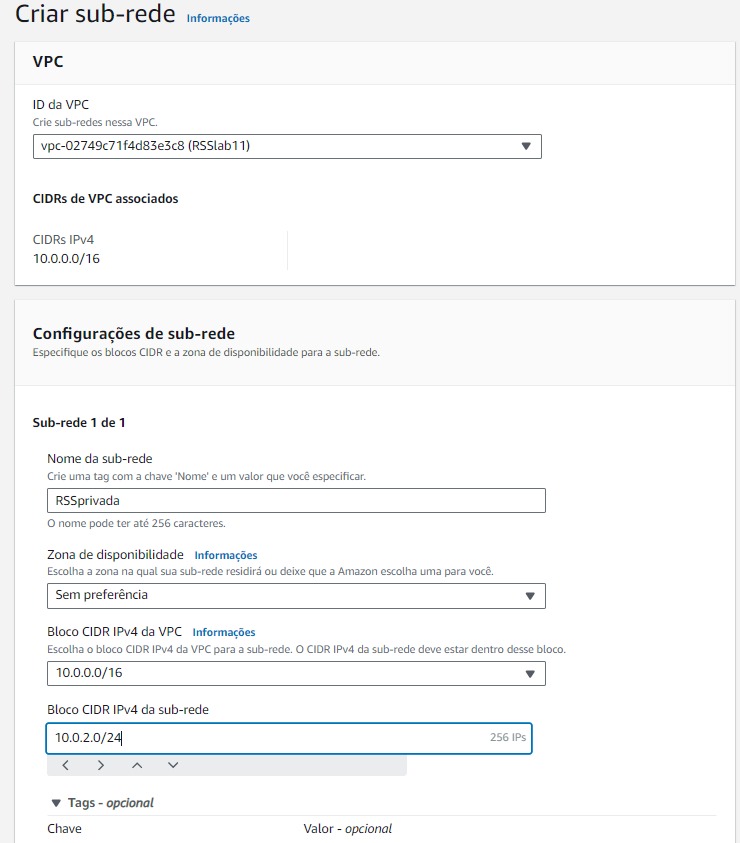 Criar sub-rede Informações
VPC
ID da VPC
Crie sub-redes nessa VPC.
vpc-02749c71f4d83e3c8 (RSSlab11)
CIDRs de VPC associados
CIDRs IPv4
10.0.0.0/16
Configurações de sub-rede
Especifique os blocos CIDR e a zona de disponibilidade para a sub-rede.
Sub-rede 1 de 1
Nome da sub-rede
Crie uma tag com a chave 'Nome' e um valor que você especificar.
RSSprivada
O nome pode ter até 256 caracteres.
Zona de disponibilidade Informações
Escolha a zona na qual sua sub-rede residirá ou deixe que a Amazon escolha uma para você.
Sem preferência
Bloco CIDR IPv4 da VPC Informações
Escolha o bloco CIDR IPv4 da VPC para a sub-rede. O CIDR IPv4 da sub-rede deve estar dentro desse bloco.
10.0.0.0/16
Bloco CIDR IPv4 da sub-rede
10.0.2.0/24 256 IPs
Tags - opcional
Chave Valor - opcional